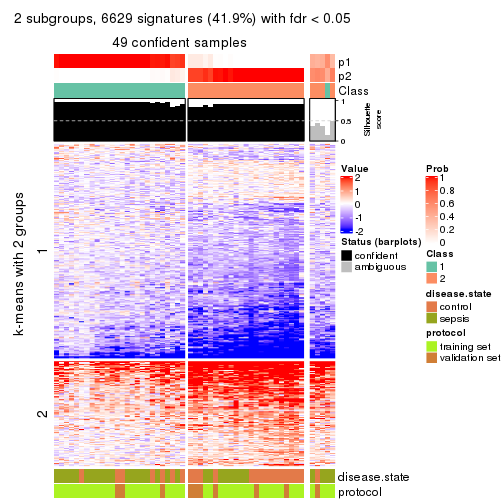 2 subgroups, 6629 signatures (41.9%) with fdr < 0.05
49 confident samples
p1
p2
Class
1
0.5
0
Silhouette
score
k-means with 2 groups
1
2
disease.state
protocol
Value
2
1
0
-1
-2
Status (barplots)
confident
ambiguous
Prob
1
0.8
0.6
0.4
0.2
0
Class
1
2
disease.state
control
sepsis
protocol
training set
validation set